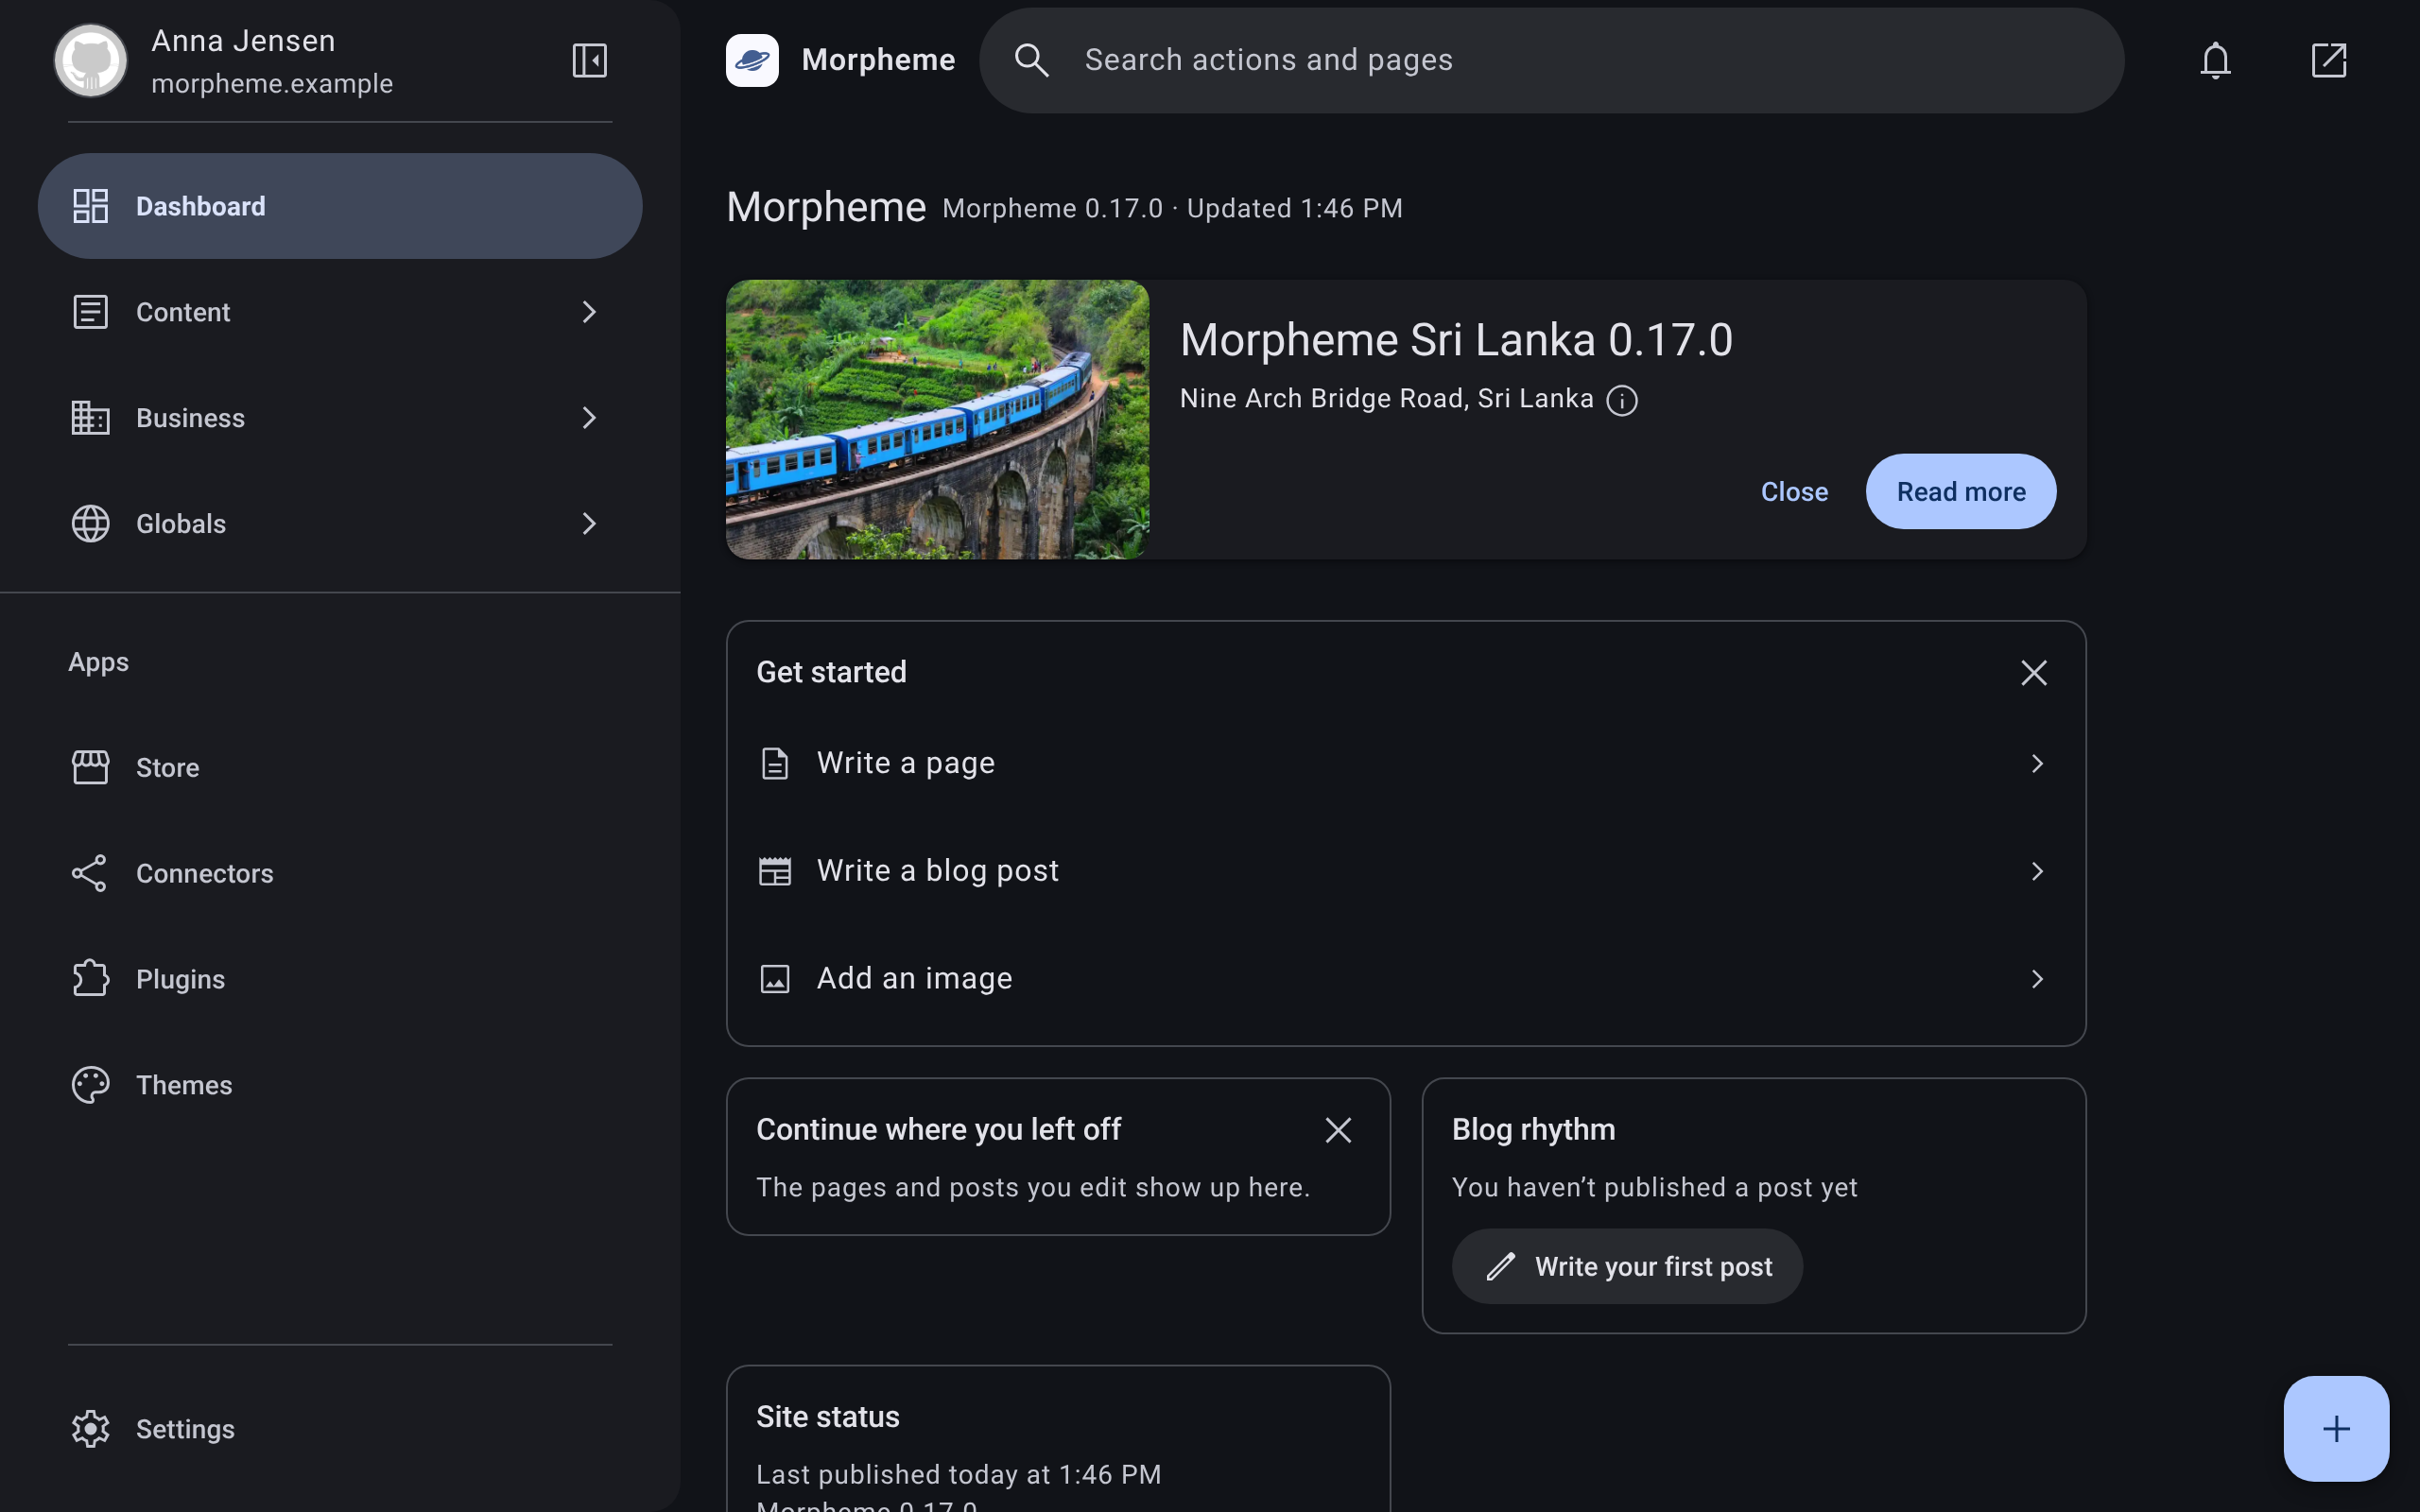 Anna Jensen
morpheme.example
Dashboard
Content
Business
Globals
Apps
Store
Connectors
Plugins
Themes
Settings
Morpheme
Search actions and pages
Morpheme Morpheme 0.17.0 · Updated 1:46 PM
Morpheme Sri Lanka 0.17.0
Nine Arch Bridge Road, Sri Lanka
Close Read more
Get started
Write a page
Write a blog post
Add an image
Continue where you left off
The pages and posts you edit show up here.
Blog rhythm
You haven’t published a post yet
Write your first post
Site status
Last published today at 1:46 PM
Morpheme 0.17.0